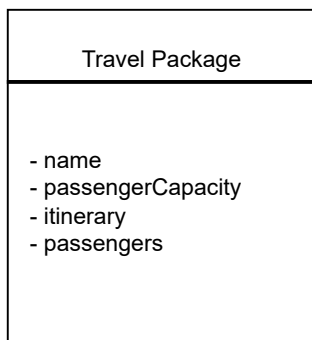 Travel Package
- name
- passengerCapacity
- itinerary
- passengers